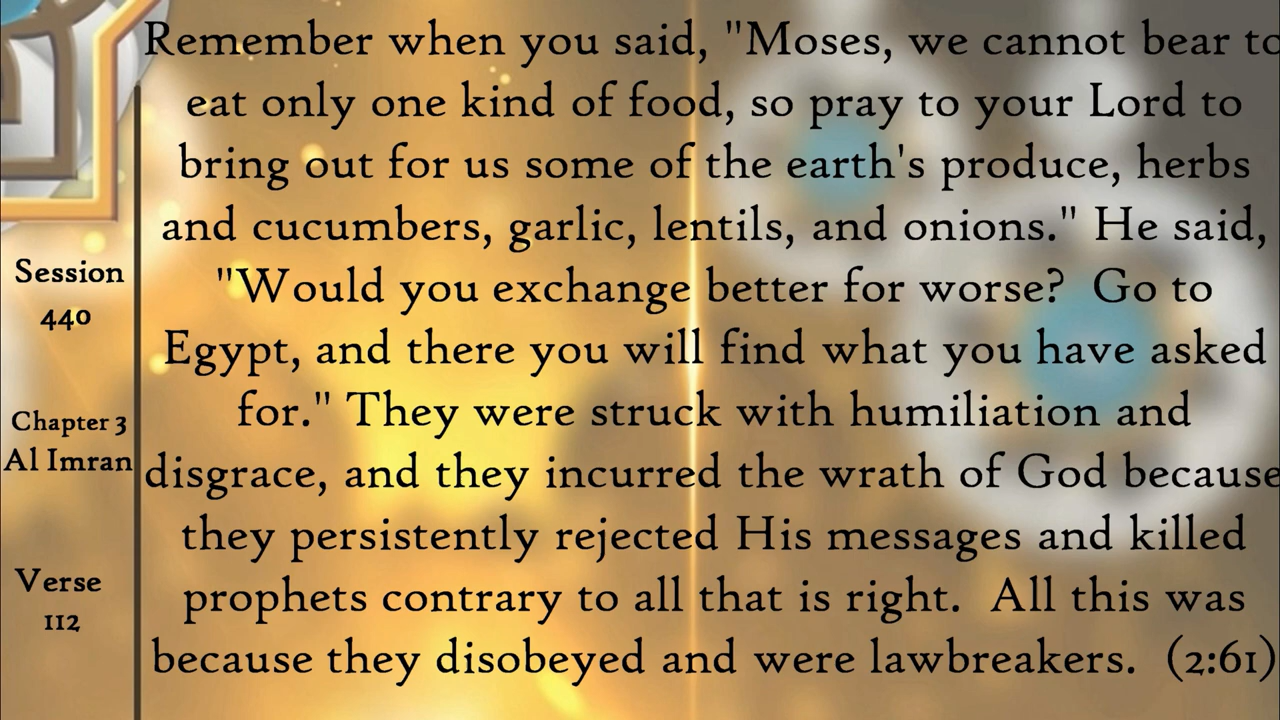 Remember when you said, "Moses, we cannot bear to
eat only one kind of food, so pray to your Lord to
bring out for us some of the earth's produce, herbs
and cucumbers, garlic, lentils, and onions." He said,
"Would you exchange better for worse? Go to
Egypt, and there you will find what you have asked
for." They were struck with humiliation and
disgrace, and they incurred the wrath of God because
they persistently rejected His messages and killed
prophets contrary to all that is right. All this was
because they disobeyed and were lawbreakers. (2:61)
Session
440
Chapter 3
Al Imran
Verse
112